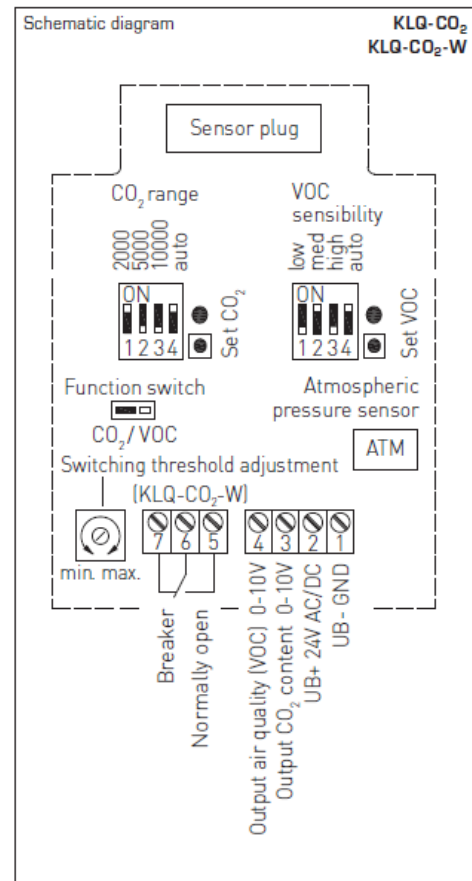 Schematic diagram
KLQ-CO₂
KLQ-CO₂-W
Sensor plug
CO₂ range
2000
5000
10000
auto
ON
1 2 3 4
Set CO₂
VOC
sensibility
low
med
high
auto
ON
1 2 3 4
Set VOC
Function switch
CO₂/VOC
Atmospheric
pressure sensor
ATM
Switching threshold adjustment
(KLQ-CO₂-W)
min. max.
7 6 5
4 3 2 1
Breaker
Normally open
Output air quality (VOC) 0-10V
Output CO₂ content 0-10V
UB+ 24V AC/DC
UB- GND